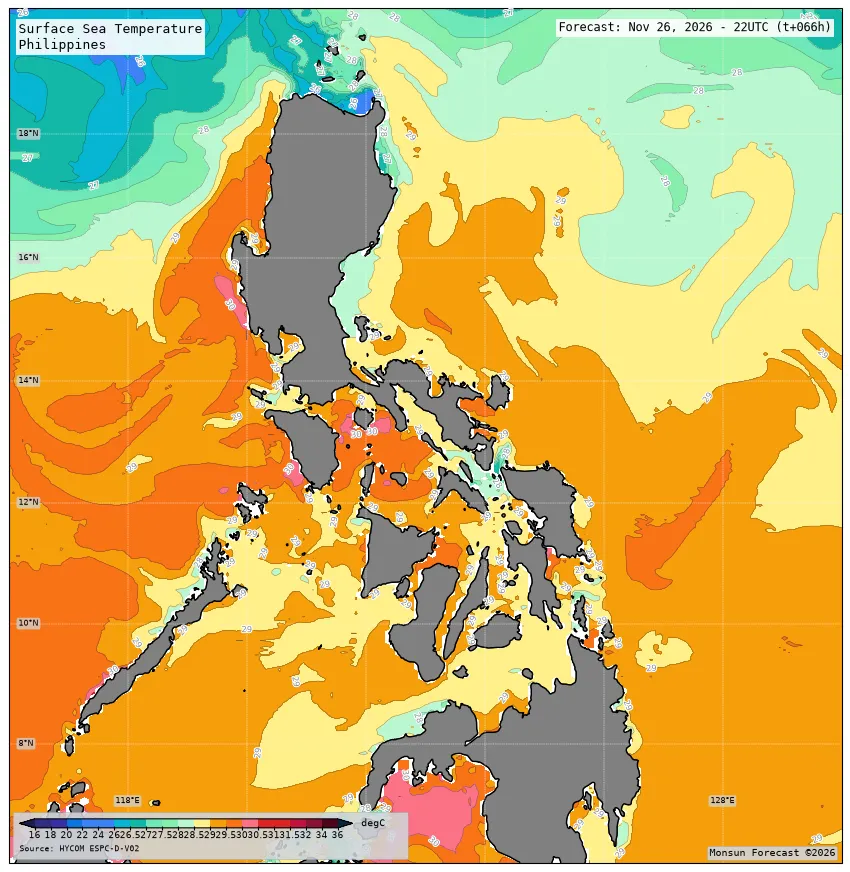 Surface Sea Temperature
Philippines
Forecast: Nov 26, 2026 - 22UTC (t+066h)
18°N
16°N
14°N
12°N
10°N
8°N
118°E
128°E
16 18 20 22 24 26 26.5 27 27.5 28 28.5 29 29.5 30 30.5 31 31.5 32 33 34 36
degC
Source: HYCOM ESPC-D-V02
Monsun Forecast ©2026